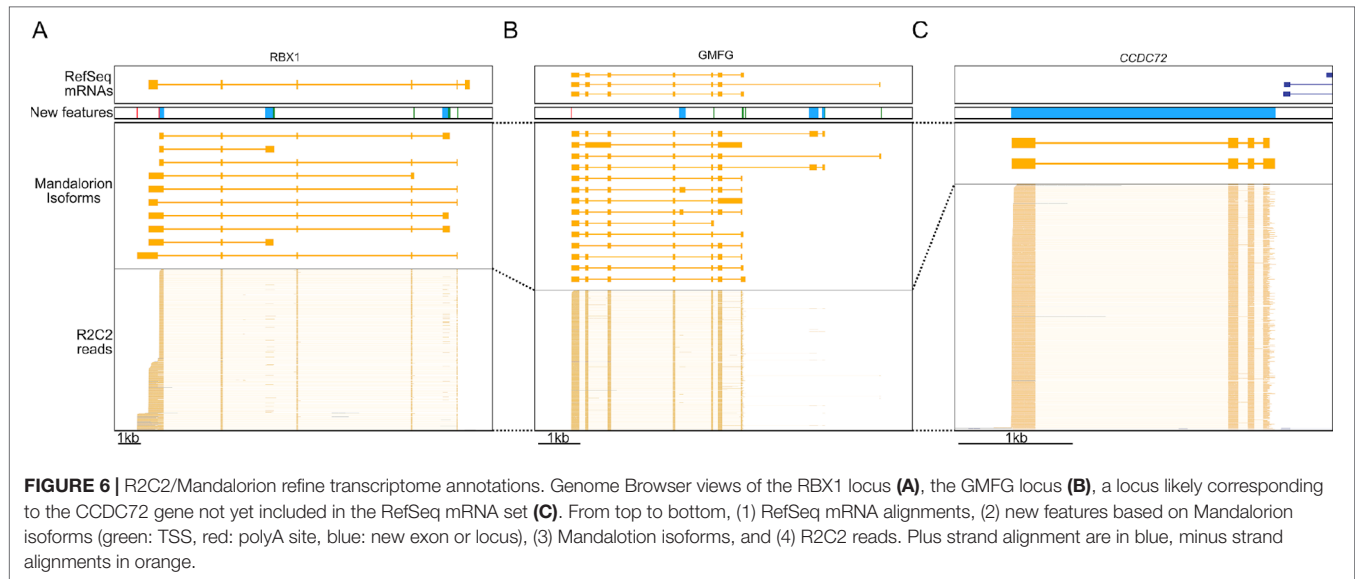 A
B
C
RBX1
GMFG
CCDC72
RefSeq
mRNAs
New features
Mandalorion
Isoforms
R2C2
reads
1kb
1kb
1kb
FIGURE 6 | R2C2/Mandalorion refine transcriptome annotations. Genome Browser views of the RBX1 locus (A), the GMFG locus (B), a locus likely corresponding
to the CCDC72 gene not yet included in the RefSeq mRNA set (C). From top to bottom, (1) RefSeq mRNA alignments, (2) new features based on Mandalorion
isoforms (green: TSS, red: polyA site, blue: new exon or locus), (3) Mandalotion isoforms, and (4) R2C2 reads. Plus strand alignment are in blue, minus strand
alignments in orange.